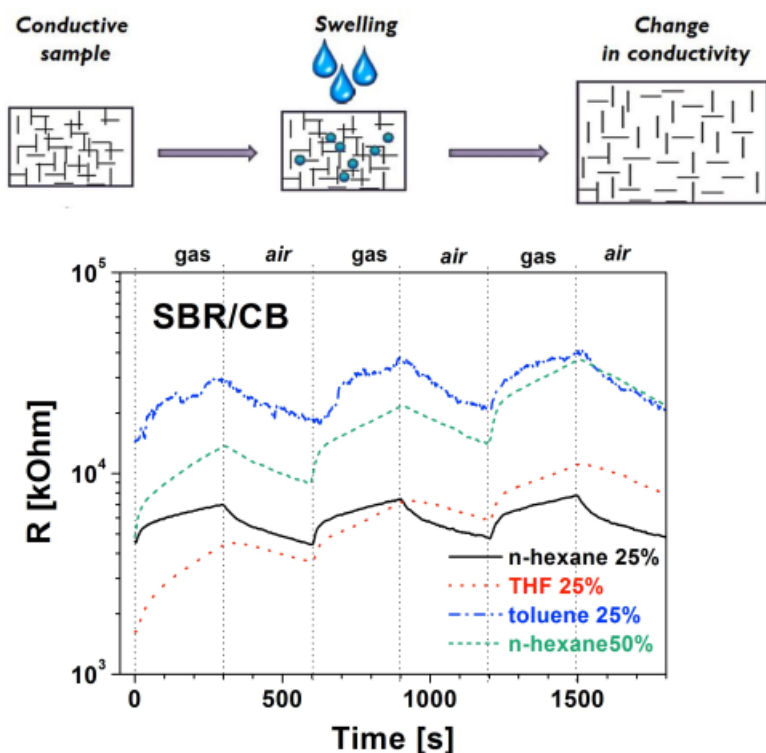 Conductive
sample
Swelling
Change
in conductivity
gas air gas air gas air
SBR/CB
10^5
10^4
10^3
R [kOhm]
n-hexane 25%
THF 25%
toluene 25%
n-hexane50%
0 500 1000 1500
Time [s]